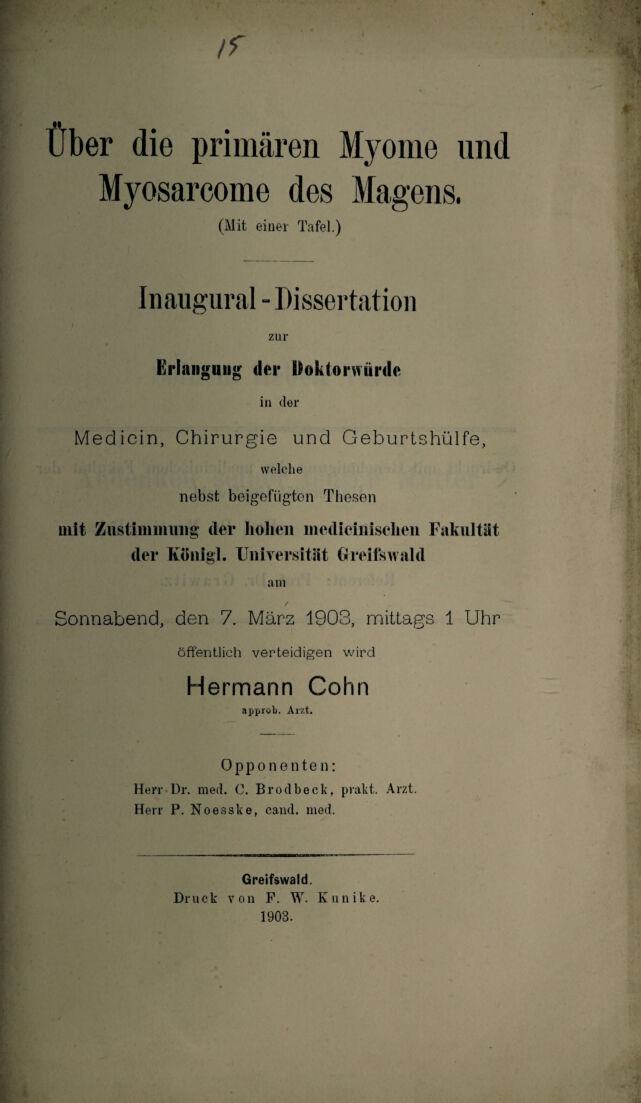 15
Über die primären Myome und
Myosarcome des Magens.
(Mit einer Tafel.)
Inaugural-Dissertation
zur
Erlangung der Doktorwürde
in der
Medicin, Chirurgie und Geburtshülfe,
welche
nebst beigefügten Thesen
mit Zustimmung der hohen medicinischen Fakultät
der Königl. Universität Greifswald
am
Sonnabend, den 7. März 1903, mittags 1 Uhr
öffentlich verteidigen wird
Hermann Cohn
approb. Arzt.
Opponenten:
Herr Dr. med. C. Brodbeck, prakt. Arzt.
Herr P. Noesske, cand. med.
Greifswald.
Druck von F. W. Kunike.
1903.